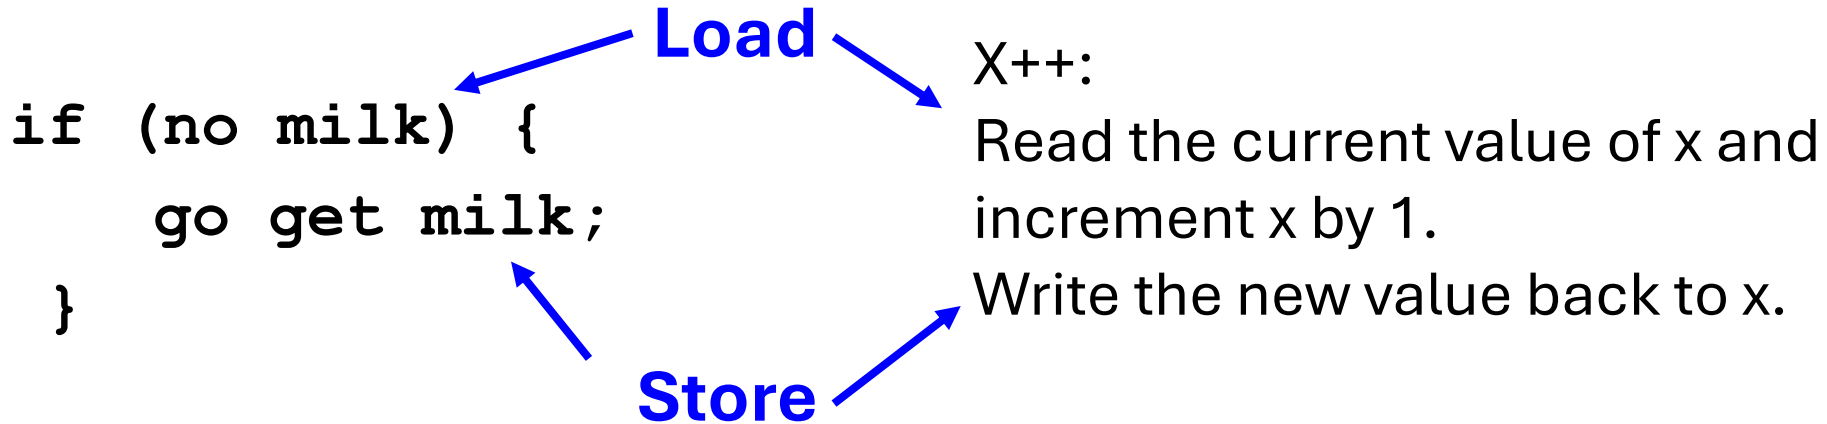 Load
if (no milk) {
go get milk;
}
Store
X++:
Read the current value of x and
increment x by 1.
Write the new value back to x.